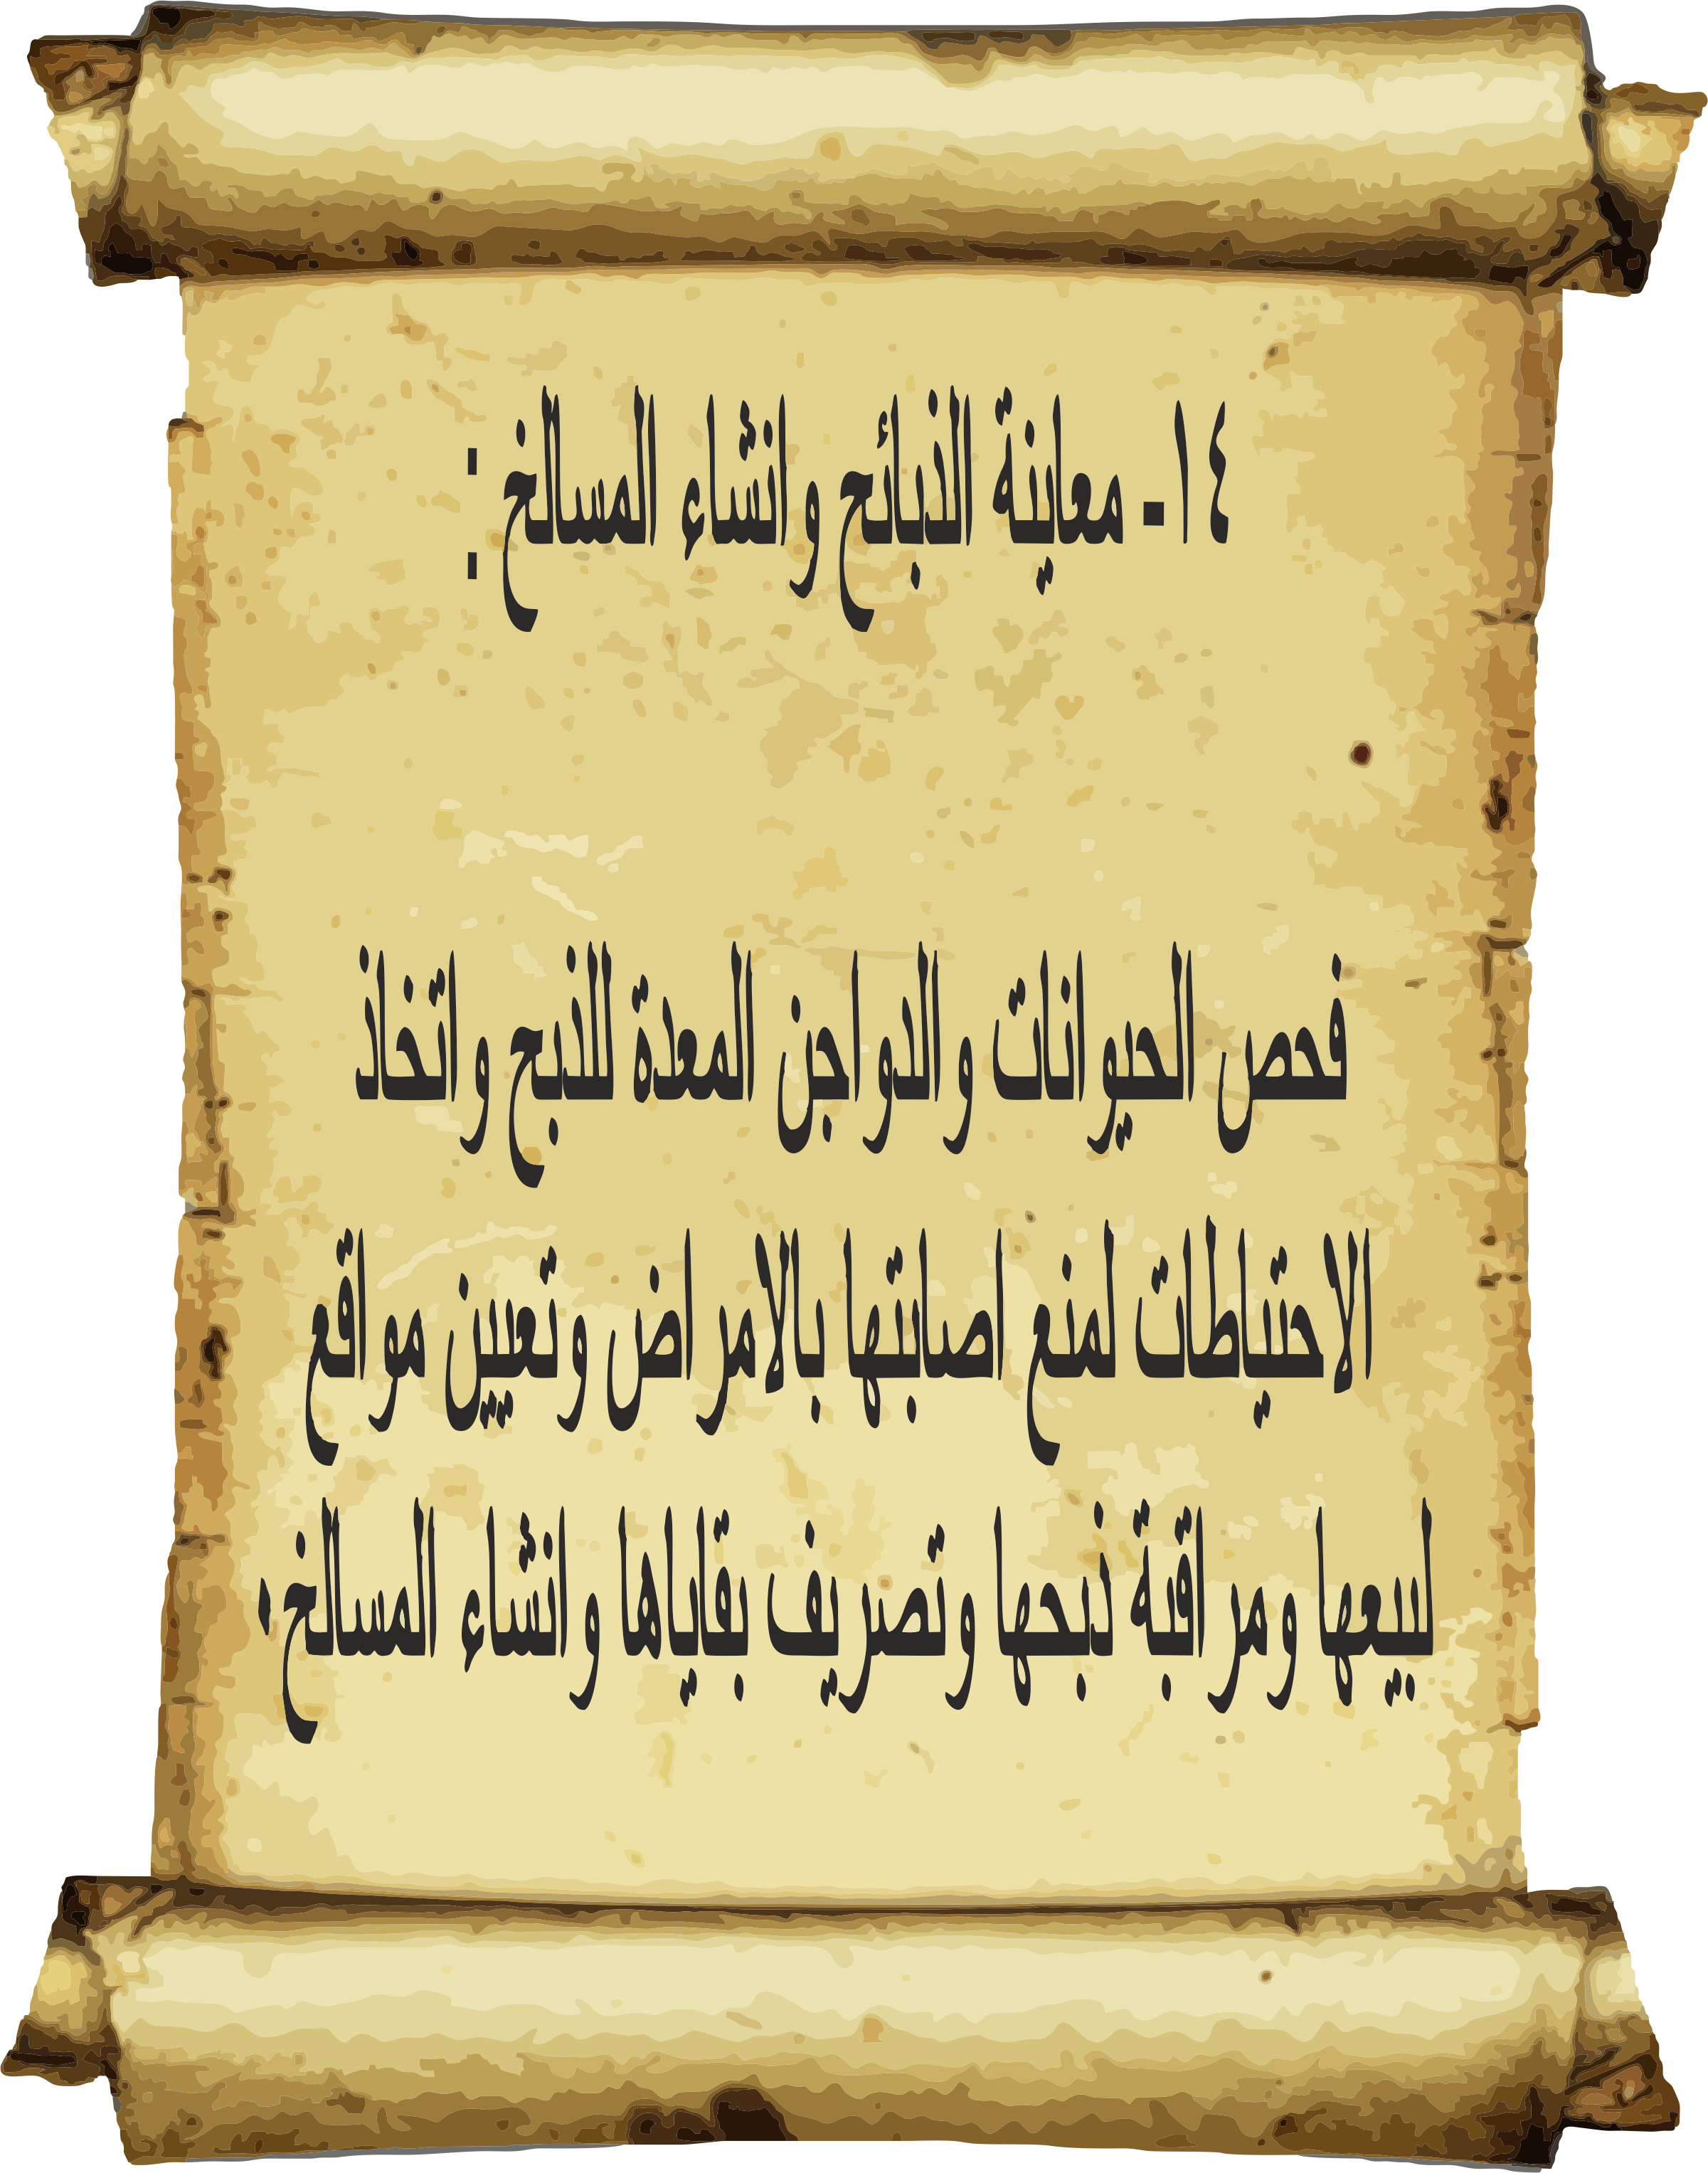 ١٤- معاينة الذبائح وانشاء المسالخ :
فحص الحيوانات والدواجن المعدة للذبح واتخاذ
الإحتياطات لمنع اصابتها بالامراض وتعيين مواقع
لبيعها ومراقبة ذبحها وتصريف بقاياها وانشاء المسالخ،